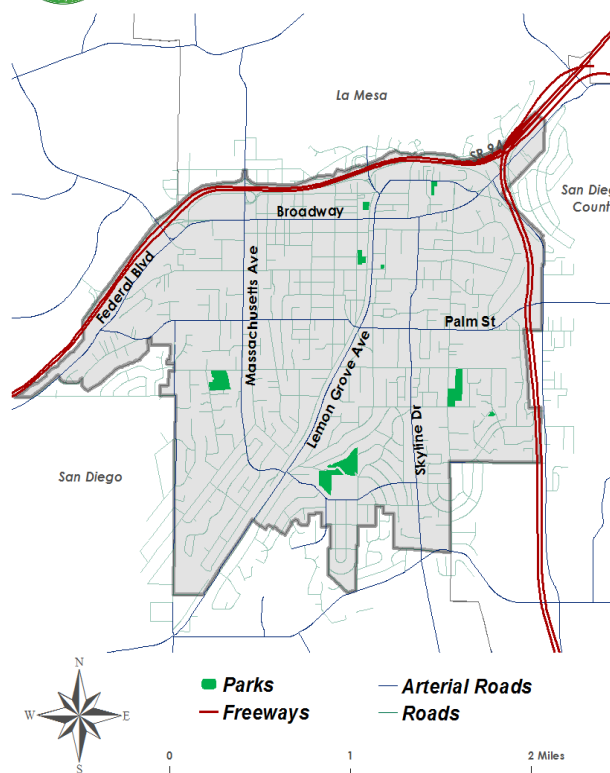 La Mesa
SR 94
San Dieg
Count
Broadway
Federal Blvd
Massachusetts Ave
Lemon Grove Ave
Palm St
Skyline Dr
San Diego
N
W
E
S
Parks
Arterial Roads
Freeways
Roads
0
1
2 Miles